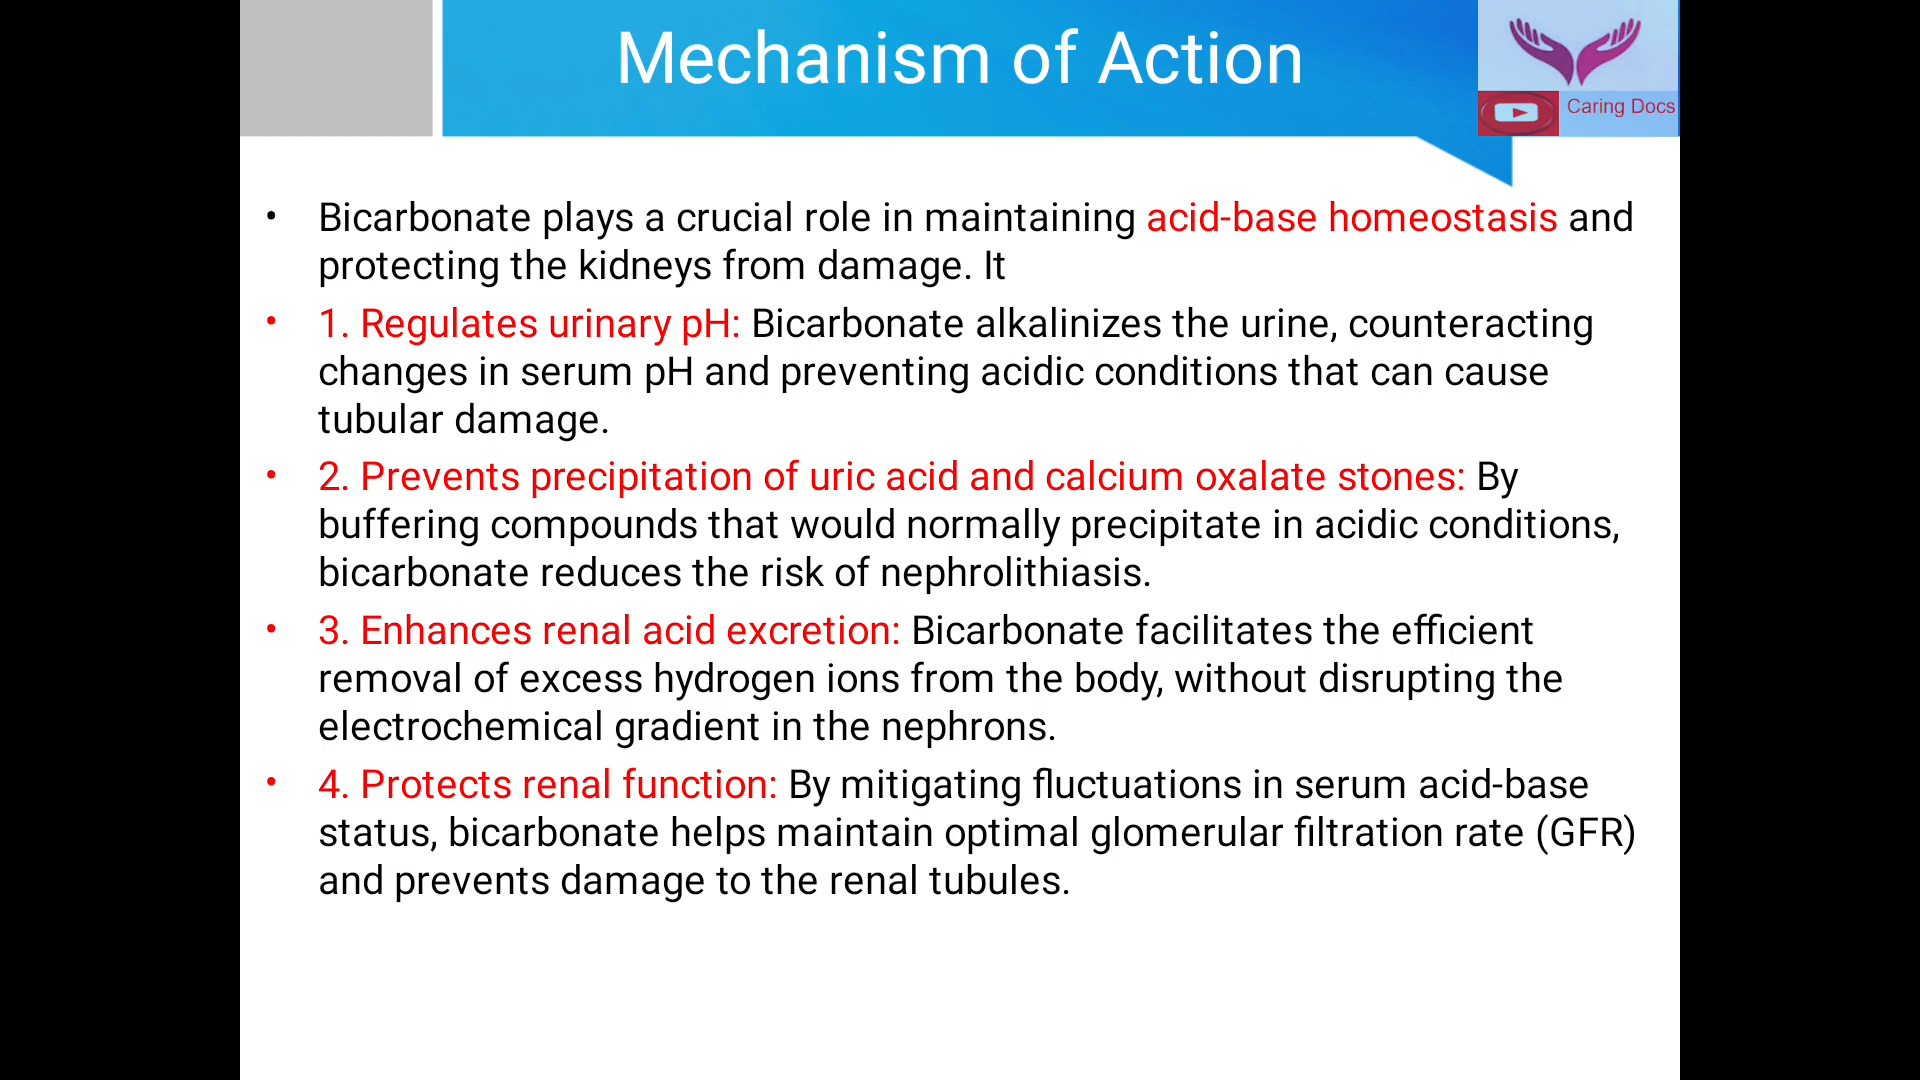 Mechanism of Action
Caring Docs
• Bicarbonate plays a crucial role in maintaining acid-base homeostasis and
protecting the kidneys from damage. It
• 1. Regulates urinary pH: Bicarbonate alkalinizes the urine, counteracting
changes in serum pH and preventing acidic conditions that can cause
tubular damage.
• 2. Prevents precipitation of uric acid and calcium oxalate stones: By
buffering compounds that would normally precipitate in acidic conditions,
bicarbonate reduces the risk of nephrolithiasis.
• 3. Enhances renal acid excretion: Bicarbonate facilitates the efficient
removal of excess hydrogen ions from the body, without disrupting the
electrochemical gradient in the nephrons.
• 4. Protects renal function: By mitigating fluctuations in serum acid-base
status, bicarbonate helps maintain optimal glomerular filtration rate (GFR)
and prevents damage to the renal tubules.